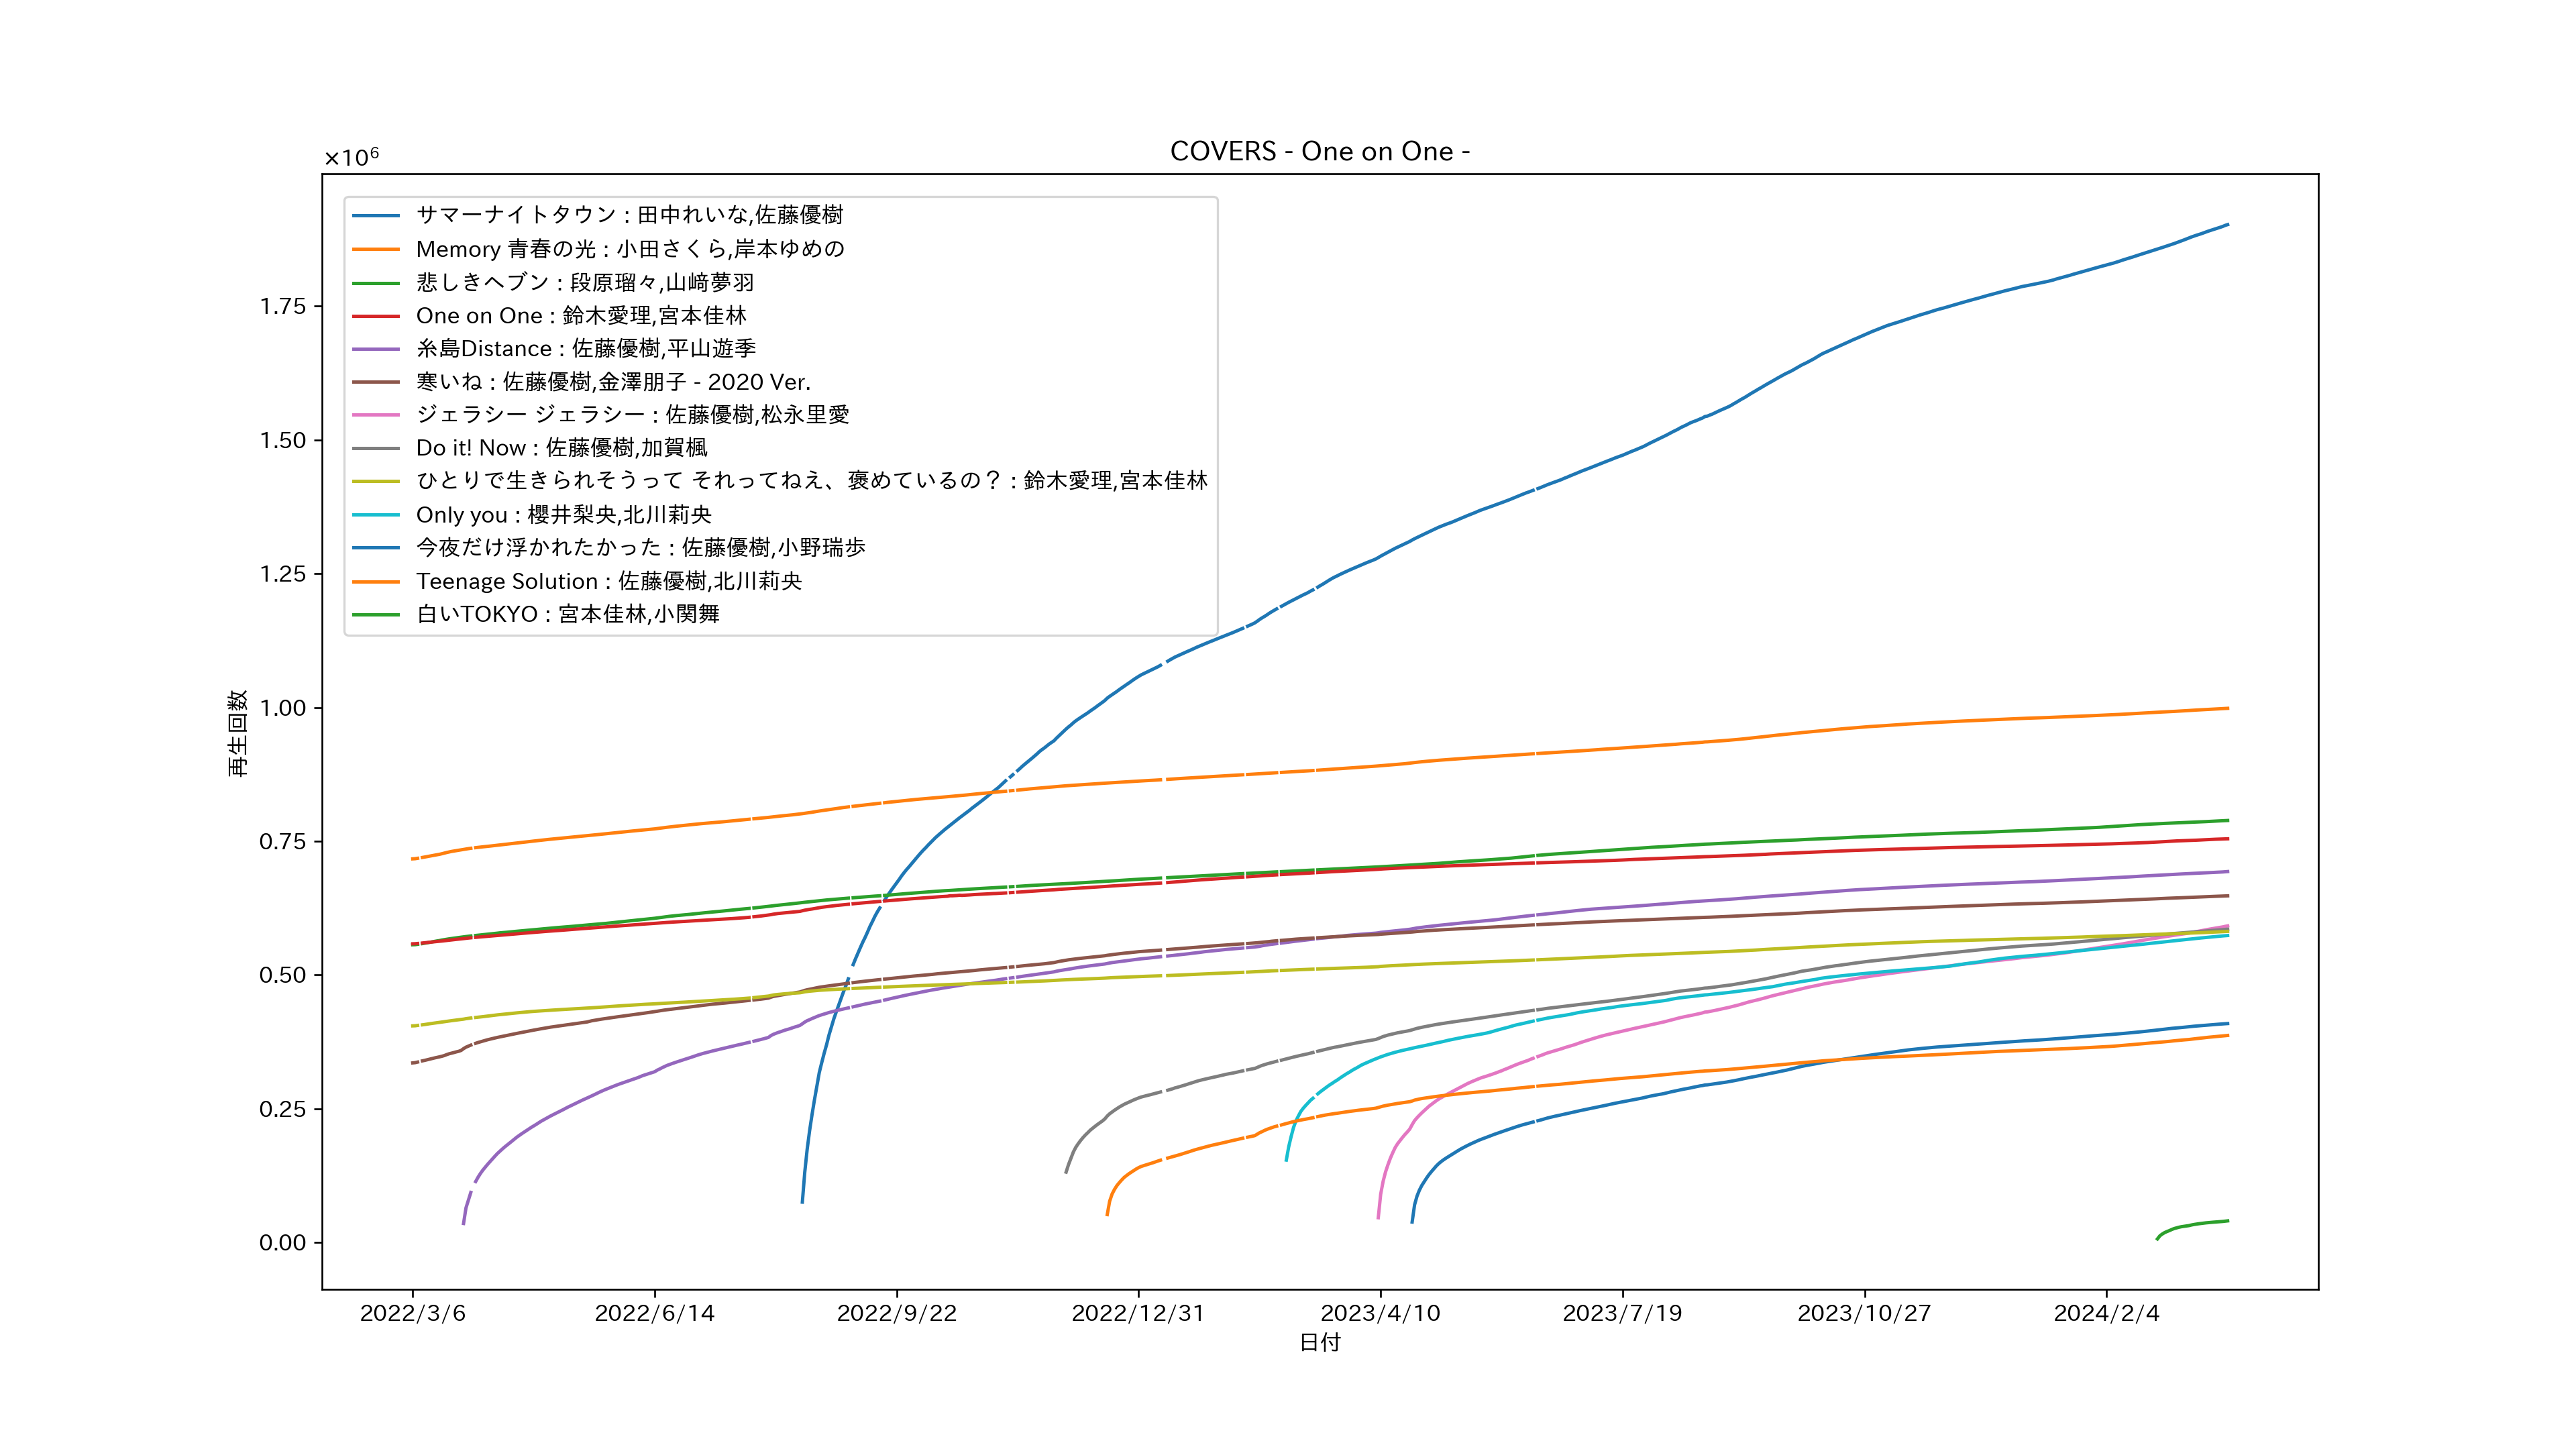 COVERS - One on One -
×10⁶
サマーナイトタウン : 田中れいな,佐藤優樹
Memory 青春の光 : 小田さくら,岸本ゆめの
悲しきヘブン : 段原瑠々,山﨑夢羽
One on One : 鈴木愛理,宮本佳林
糸島Distance : 佐藤優樹,平山遊季
寒いね : 佐藤優樹,金澤朋子 - 2020 Ver.
ジェラシー ジェラシー : 佐藤優樹,松永里愛
Do it! Now : 佐藤優樹,加賀楓
ひとりで生きられそうって それってねえ、褒めているの？ : 鈴木愛理,宮本佳林
Only you : 櫻井梨央,北川莉央
今夜だけ浮かれたかった : 佐藤優樹,小野瑞歩
Teenage Solution : 佐藤優樹,北川莉央
白いTOKYO : 宮本佳林,小関舞
1.75
1.50
1.25
1.00
0.75
0.50
0.25
0.00
再生回数
2022/3/6
2022/6/14
2022/9/22
2022/12/31
2023/4/10
2023/7/19
2023/10/27
2024/2/4
日付